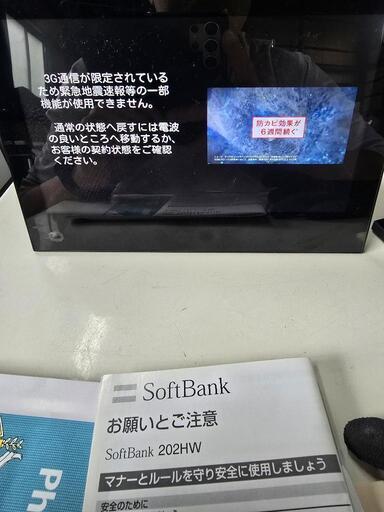 3G通信が限定されている
ため緊急地震速報等の一部
機能が使用できません。
通常の状態へ戻すには電波
の良いところへ移動するか、
お客様の契約状態をご確認
ください。
防カビ効果が
6週間続く
SoftBank
お願いとご注意
SoftBank 202HW
マナーとルールを守り安全に使用しましょう
安全のために
Ph